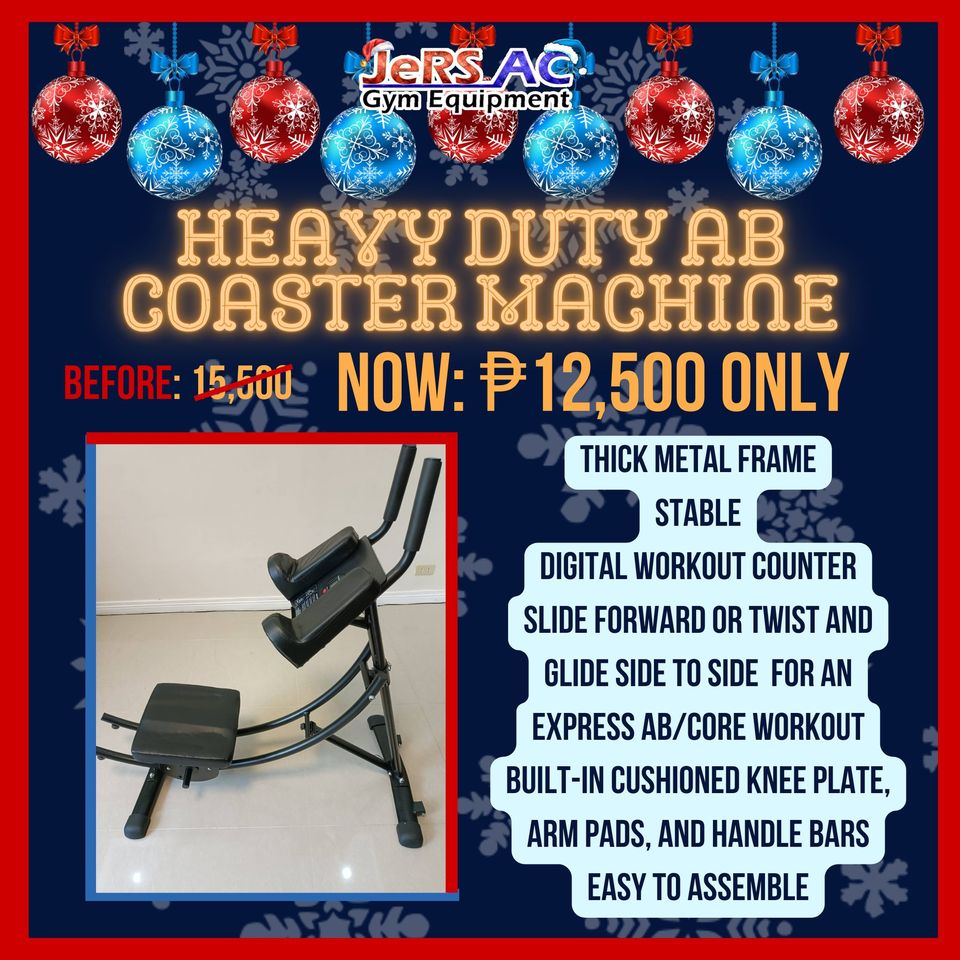 JeRS AC
Gym Equipment
HEAVY DUTY AB
COASTER MACHINE
BEFORE: 15,500 NOW: ₱12,500 ONLY
THICK METAL FRAME
STABLE
DIGITAL WORKOUT COUNTER
SLIDE FORWARD OR TWIST AND
GLIDE SIDE TO SIDE FOR AN
EXPRESS AB/CORE WORKOUT
BUILT-IN CUSHIONED KNEE PLATE,
ARM PADS, AND HANDLE BARS
EASY TO ASSEMBLE